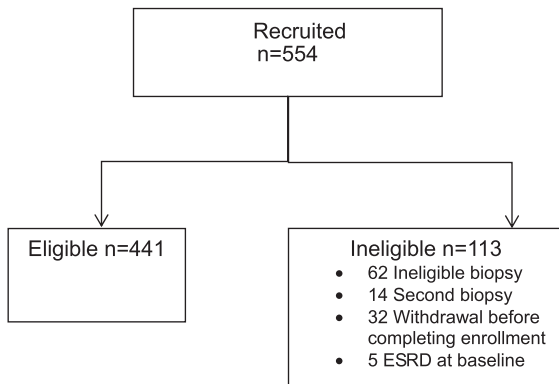 Recruited
n=554
Eligible n=441
Ineligible n=113
• 62 Ineligible biopsy
• 14 Second biopsy
• 32 Withdrawal before
completing enrollment
• 5 ESRD at baseline